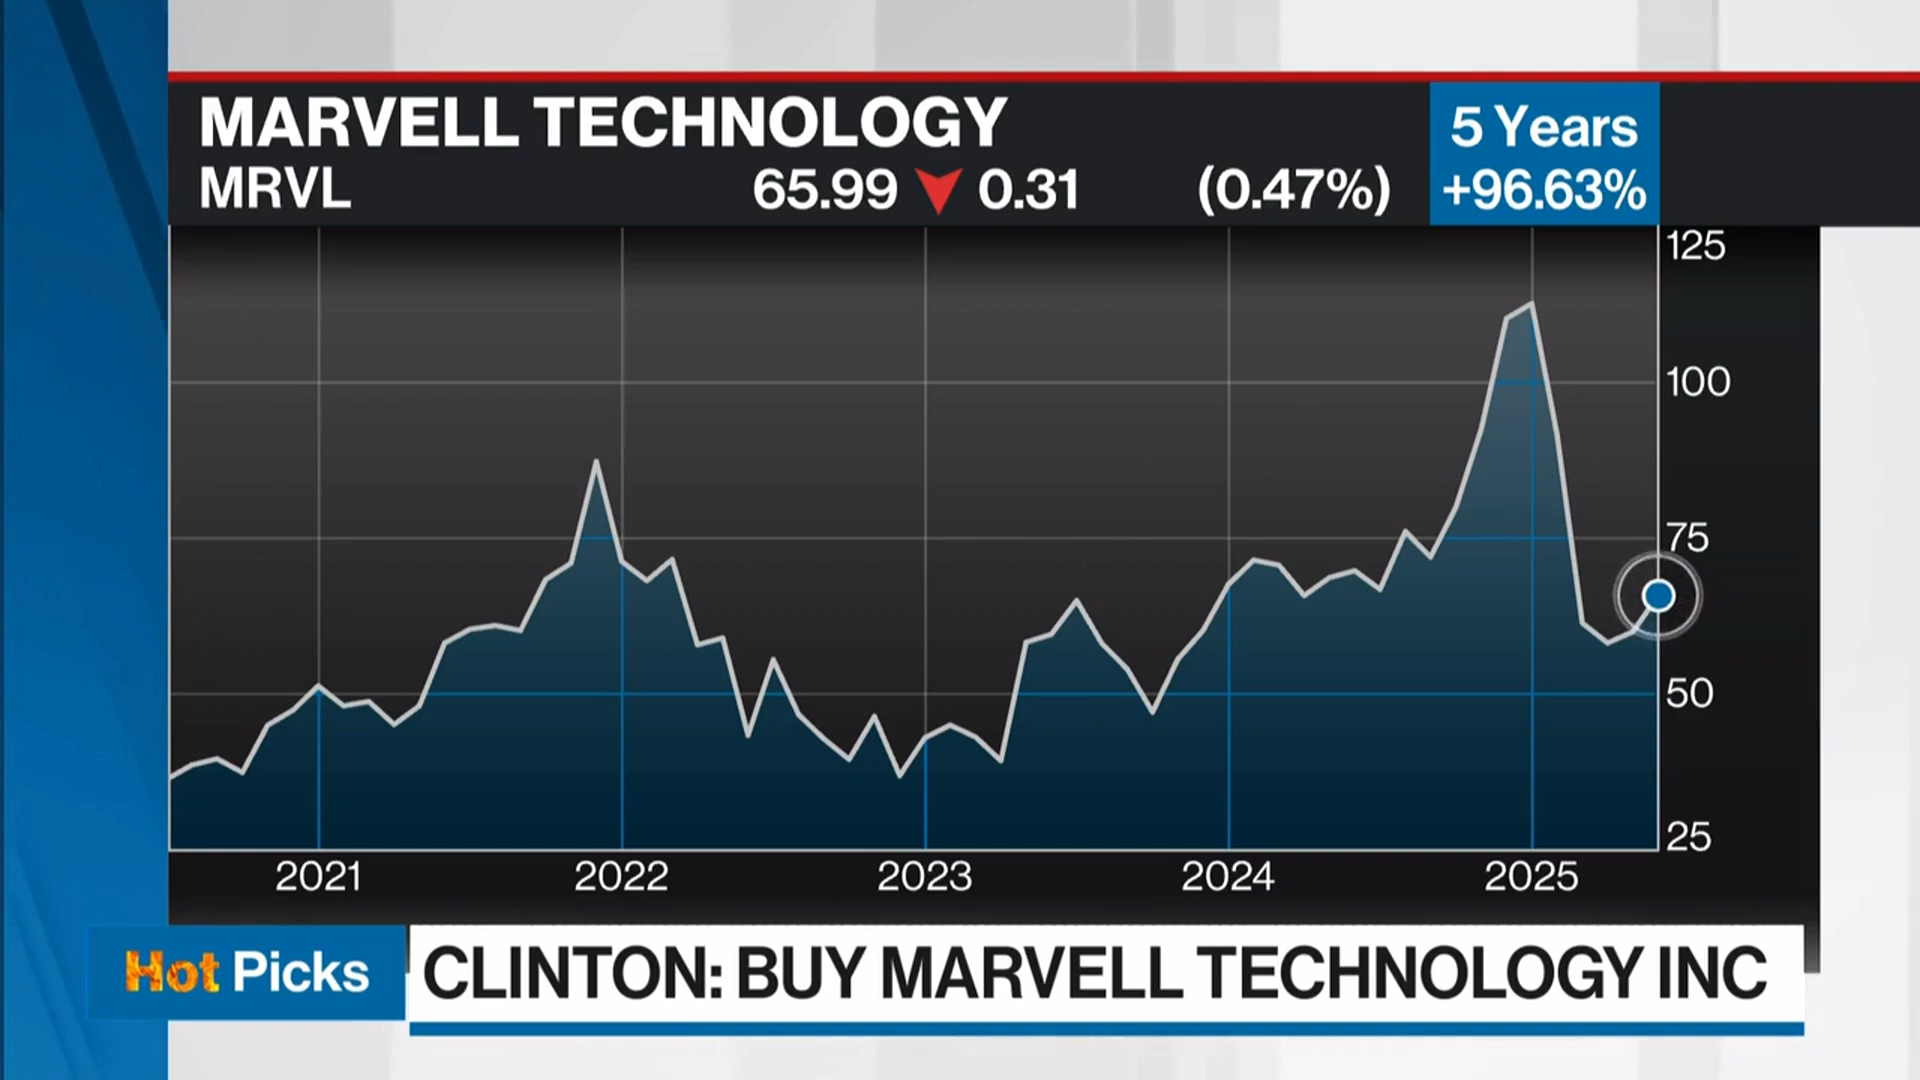 MARVELL TECHNOLOGY
MRVL 65.99 ▼ 0.31 (0.47%)
5 Years
+96.63%
125
100
75
50
25
2021 2022 2023 2024 2025
Hot Picks
CLINTON: BUY MARVELL TECHNOLOGY INC